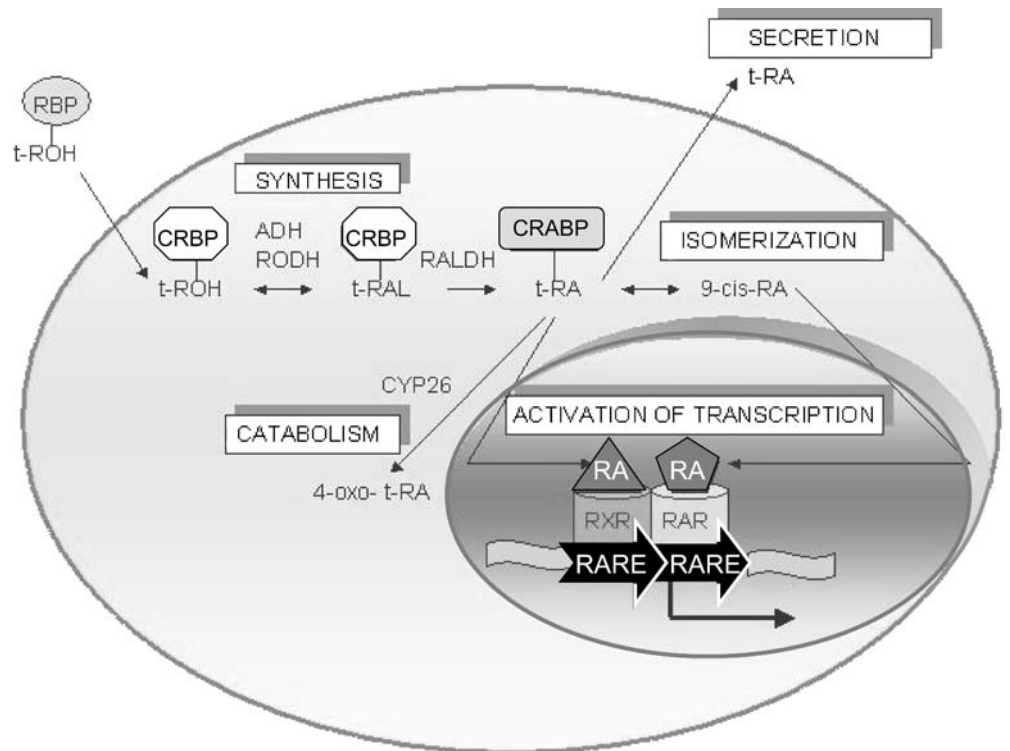 SECRETION
t-RA
RBP
t-ROH
SYNTHESIS
CRBP
ADH
RODH
CRBP
RALDH
CRABP
ISOMERIZATION
t-ROH
t-RAL
t-RA
9-cis-RA
CYP26
CATABOLISM
4-oxo- t-RA
ACTIVATION OF TRANSCRIPTION
RA
RA
RXR
RAR
RARE
RARE